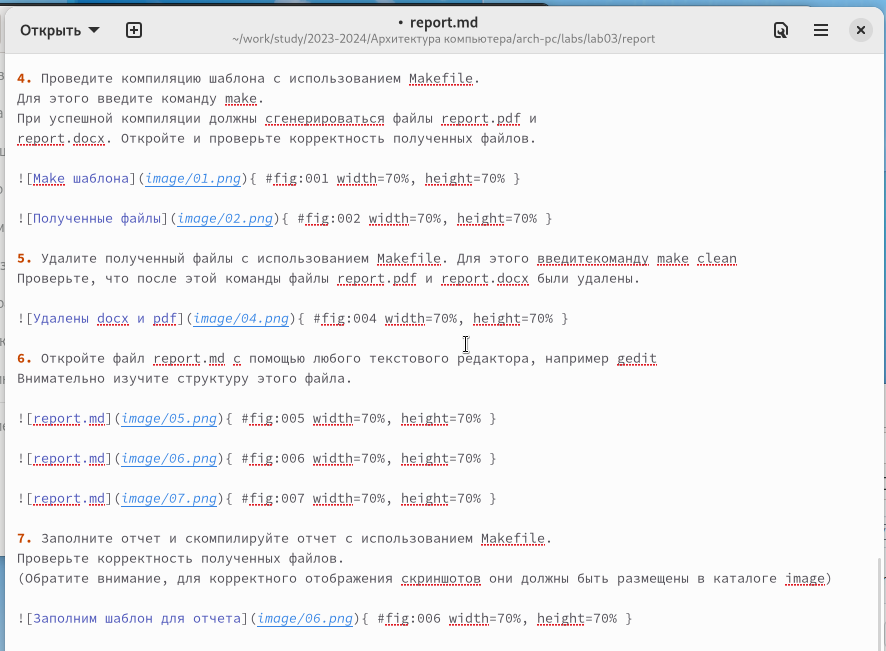 Открыть
• report.md
~/work/study/2023-2024/Архитектура компьютера/arch-pc/labs/lab03/report
4. Проведите компиляцию шаблона с использованием Makefile.
Для этого введите команду make.
При успешной компиляции должны сгенерироваться файлы report.pdf и
report.docx. Откройте и проверьте корректность полученных файлов.
![Make шаблона](image/01.png){ #fig:001 width=70%, height=70% }
![Полученные файлы](image/02.png){ #fig:002 width=70%, height=70% }
5. Удалите полученный файлы с использованием Makefile. Для этого введитекоманду make clean
Проверьте, что после этой команды файлы report.pdf и report.docx были удалены.
![Удалены docx и pdf](image/04.png){ #fig:004 width=70%, height=70% }
6. Откройте файл report.md c помощью любого текстового редактора, например gedit
Внимательно изучите структуру этого файла.
![report.md](image/05.png){ #fig:005 width=70%, height=70% }
![report.md](image/06.png){ #fig:006 width=70%, height=70% }
![report.md](image/07.png){ #fig:007 width=70%, height=70% }
7. Заполните отчет и скомпилируйте отчет с использованием Makefile.
Проверьте корректность полученных файлов.
(Обратите внимание, для корректного отображения скриншотов они должны быть размещены в каталоге image)
![Заполним шаблон для отчета](image/06.png){ #fig:006 width=70%, height=70% }